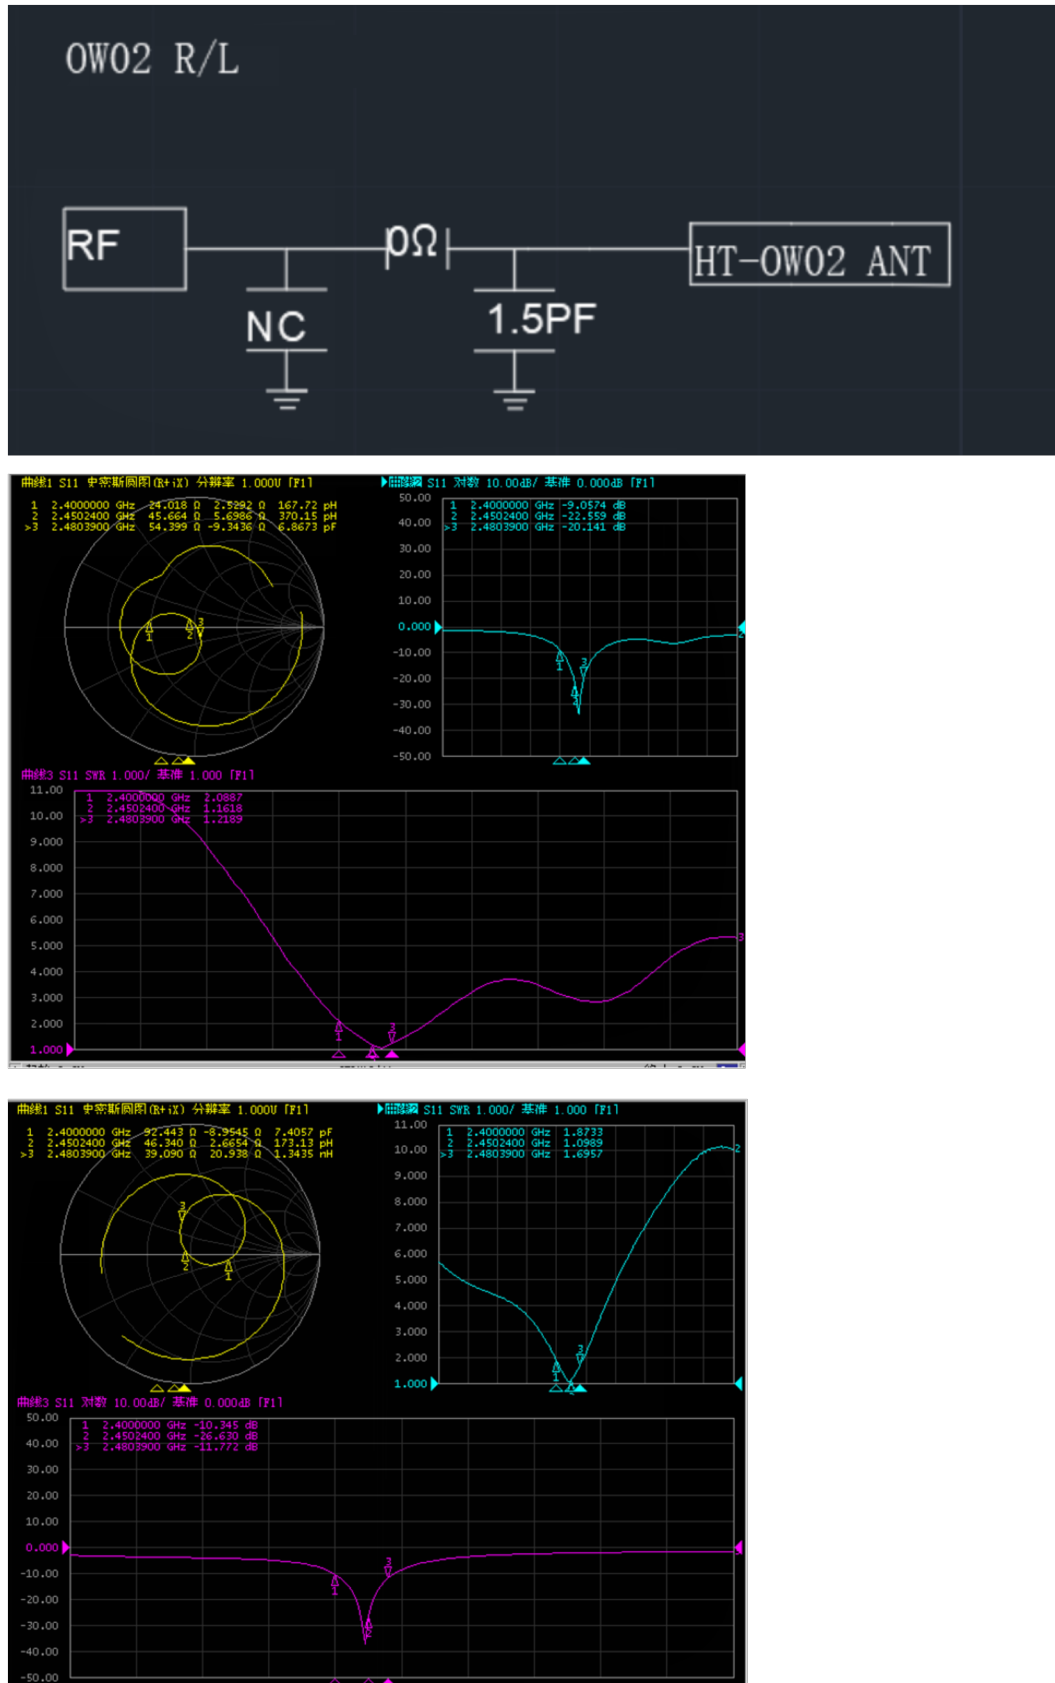 OW02 R/L
RF
0Ω
HT-OW02 ANT
NC
1.5PF
曲线1 S11 史密斯圆图(R+iX) 分辨率 1.000U [F1]
1 2.4000000 GHz 24.018 Ω 2.5292 Ω 167.72 pH
2 2.4502400 GHz 45.664 Ω 5.6986 Ω 370.15 pH
>3 2.4803900 GHz 54.399 Ω -9.3436 Ω 6.8673 pF
曲线2 S11 对数 10.00dB/ 基准 0.000dB [F1]
50.00
1 2.4000000 GHz -9.0574 dB
2 2.4502400 GHz -22.559 dB
>3 2.4803900 GHz -20.141 dB
40.00
30.00
20.00
10.00
0.000
-10.00
-20.00
-30.00
-40.00
-50.00
曲线3 S11 SWR 1.000/ 基准 1.000 [F1]
11.00
1 2.4000000 GHz 2.0887
2 2.4502400 GHz 1.1618
>3 2.4803900 GHz 1.2189
10.00
9.000
8.000
7.000
6.000
5.000
4.000
3.000
2.000
1.000
曲线1 S11 史密斯圆图(R+iX) 分辨率 1.000U [F1]
1 2.4000000 GHz 92.443 Ω -8.9545 Ω 7.4057 pF
2 2.4502400 GHz 46.340 Ω 2.6654 Ω 173.13 pH
>3 2.4803900 GHz 39.090 Ω 20.938 Ω 1.3435 nH
曲线2 S11 SWR 1.000/ 基准 1.000 [F1]
11.00
1 2.4000000 GHz 1.8733
2 2.4502400 GHz 1.0989
>3 2.4803900 GHz 1.6957
10.00
9.000
8.000
7.000
6.000
5.000
4.000
3.000
2.000
1.000
曲线3 S11 对数 10.00dB/ 基准 0.000dB [F1]
50.00
1 2.4000000 GHz -10.345 dB
2 2.4502400 GHz -26.630 dB
>3 2.4803900 GHz -11.772 dB
40.00
30.00
20.00
10.00
0.000
-10.00
-20.00
-30.00
-40.00
-50.00